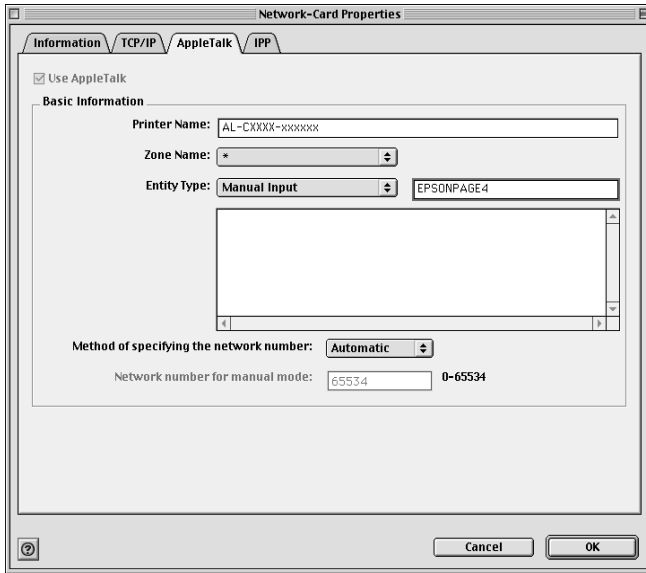 Network-Card Properties
Information TCP/IP AppleTalk IPP
Use AppleTalk
Basic Information
Printer Name: AL-CXXXX-xxxxxx
Zone Name: *
Entity Type: Manual Input EPSONPAGE4
Method of specifying the network number: Automatic
Network number for manual mode: 65534 0-65534
? Cancel OK